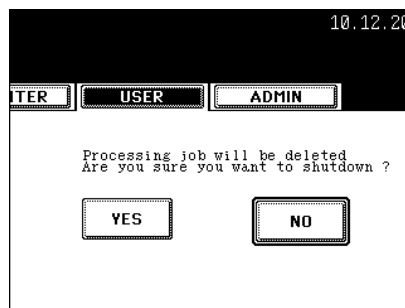 10.12.20
ITER USER ADMIN
Processing job will be deleted
Are you sure you want to shutdown ?
YES NO